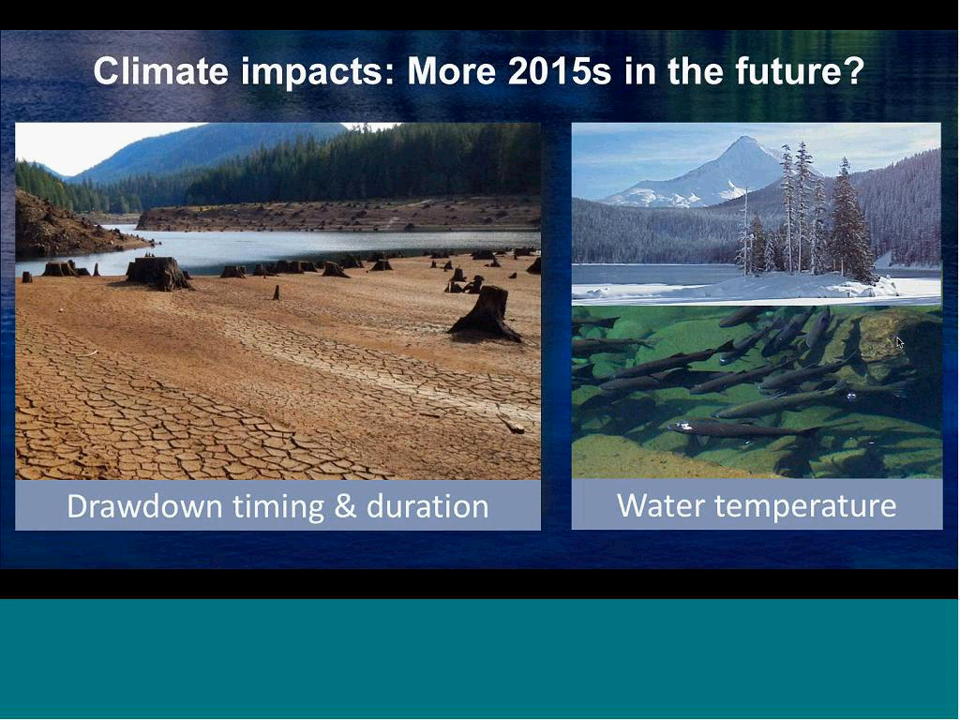 Climate impacts: More 2015s in the future?
Drawdown timing & duration
Water temperature